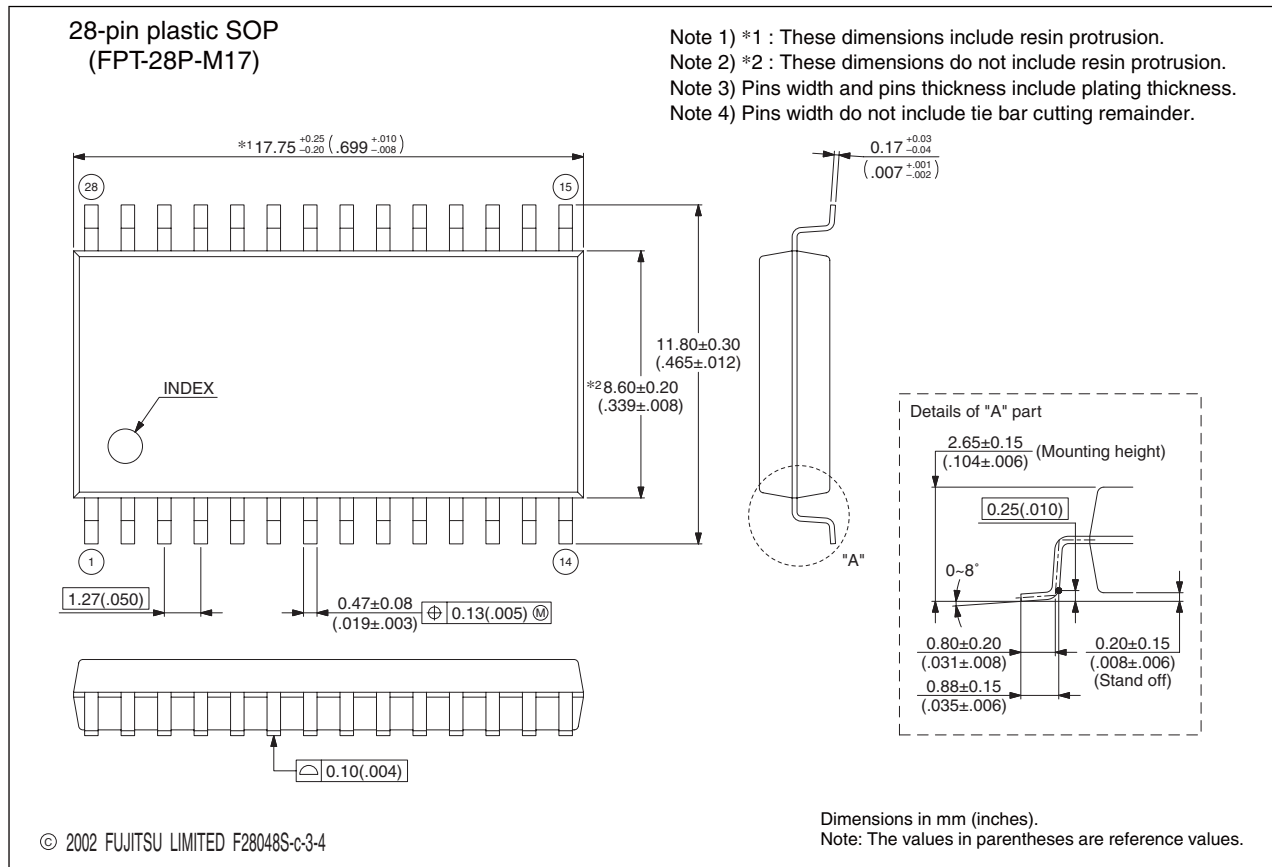 28-pin plastic SOP
(FPT-28P-M17)
Note 1) *1 : These dimensions include resin protrusion.
Note 2) *2 : These dimensions do not include resin protrusion.
Note 3) Pins width and pins thickness include plating thickness.
Note 4) Pins width do not include tie bar cutting remainder.
*1 17.75 +0.25 -0.20 (.699 +.010 -.008)
0.17 +0.03 -0.04
(.007 +.001 -.002)
28
15
11.80±0.30
(.465±.012)
*2 8.60±0.20
(.339±.008)
INDEX
1
14
"A"
1.27(.050)
0.47±0.08
(.019±.003)
⌖ 0.13(.005) Ⓜ
⌓ 0.10(.004)
Details of "A" part
2.65±0.15
(.104±.006)
(Mounting height)
0.25(.010)
0~8°
0.80±0.20
(.031±.008)
0.88±0.15
(.035±.006)
0.20±0.15
(.008±.006)
(Stand off)
© 2002 FUJITSU LIMITED F28048S-c-3-4
Dimensions in mm (inches).
Note: The values in parentheses are reference values.